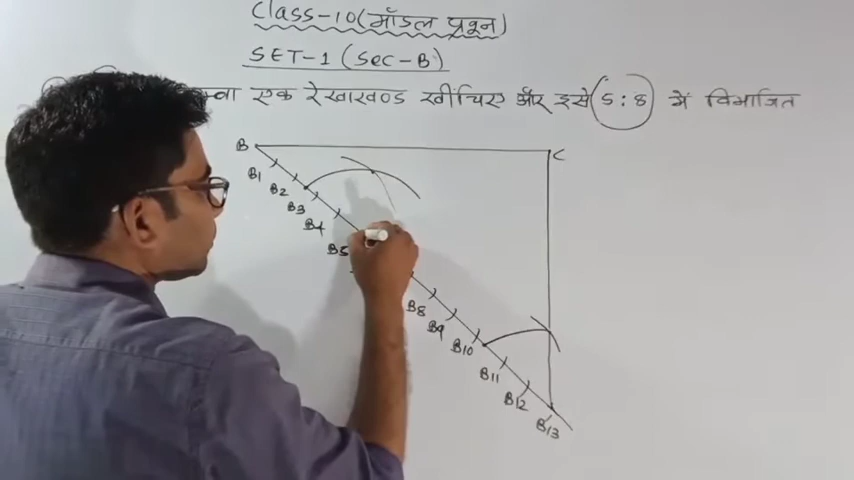 Class-10(मॉडल प्रश्न)
SET-1 (Sec-B)
एक रेखाखण्ड खींचिए और इसे 5:8 में विभाजित
B C
B1
B2
B3
B4
B5
B8
B9
B10
B11
B12
B13